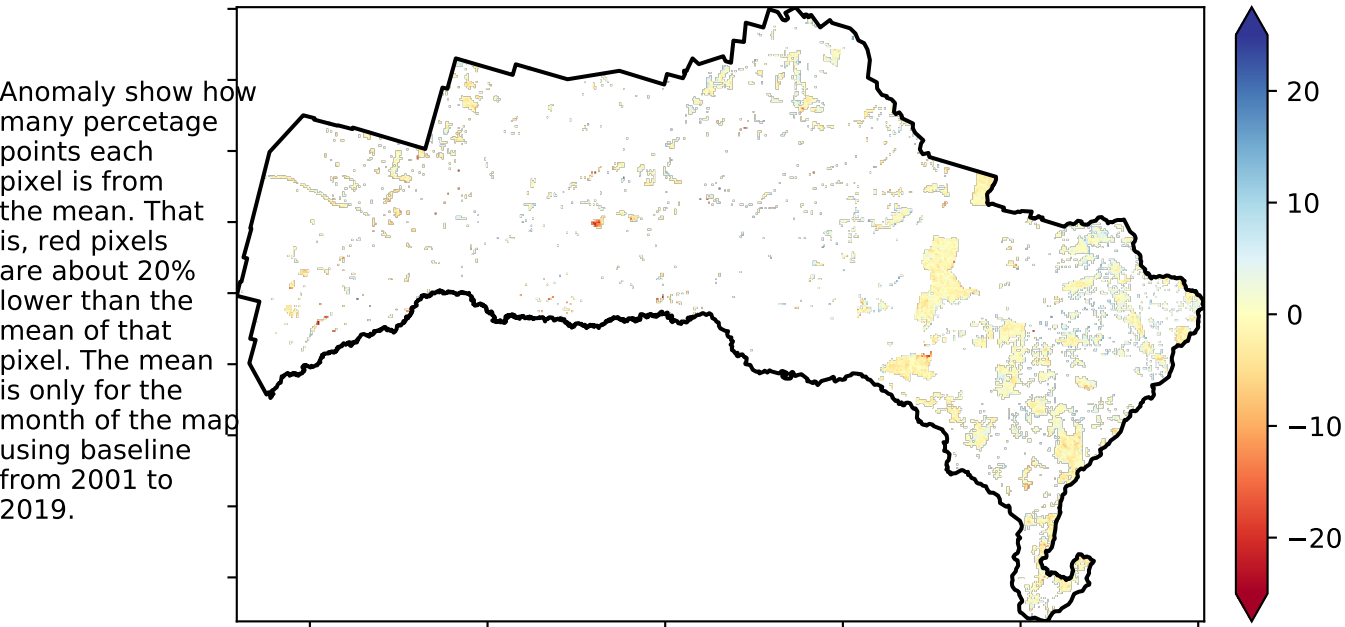 Anomaly show how
many percetage
points each
pixel is from
the mean. That
is, red pixels
are about 20%
lower than the
mean of that
pixel. The mean
is only for the
month of the map
using baseline
from 2001 to
2019.
20
10
0
−10
−20